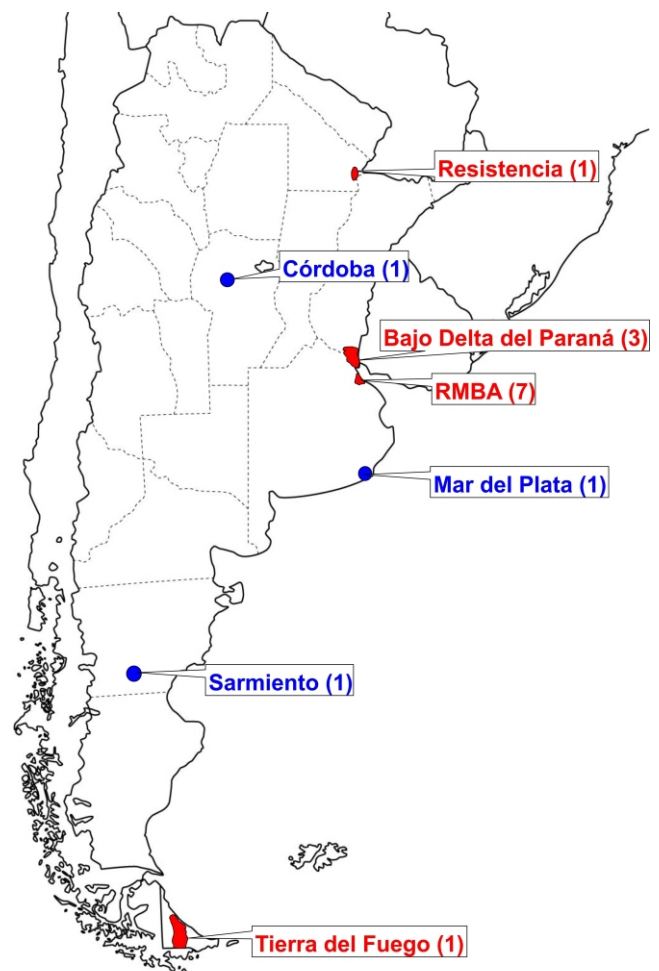 Resistencia (1)
Córdoba (1)
Bajo Delta del Paraná (3)
RMBA (7)
Mar del Plata (1)
Sarmiento (1)
Tierra del Fuego (1)